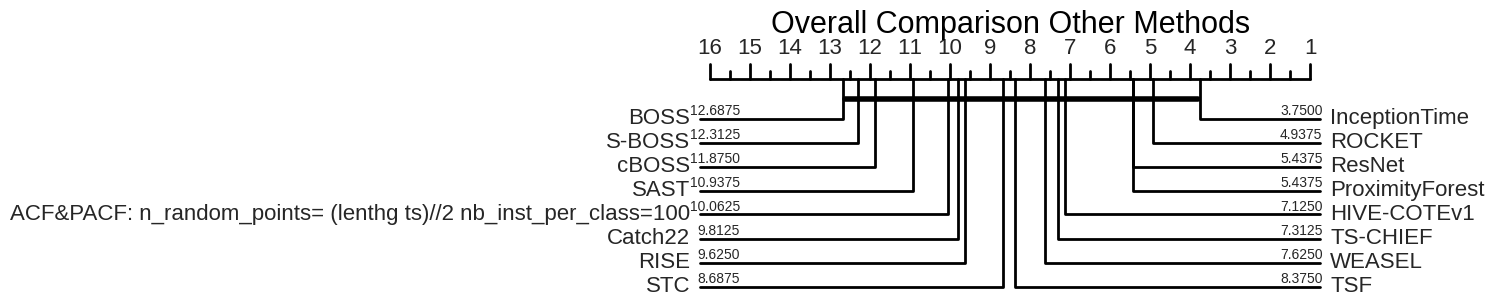 Overall Comparison Other Methods
16 15 14 13 12 11 10 9 8 7 6 5 4 3 2 1
BOSS 12.6875 3.7500 InceptionTime
S-BOSS 12.3125 4.9375 ROCKET
cBOSS 11.8750 5.4375 ResNet
SAST 10.9375 5.4375 ProximityForest
ACF&PACF: n_random_points= (lenthg ts)//2 nb_inst_per_class=100 10.0625 7.1250 HIVE-COTEv1
Catch22 9.8125 7.3125 TS-CHIEF
RISE 9.6250 7.6250 WEASEL
STC 8.6875 8.3750 TSF